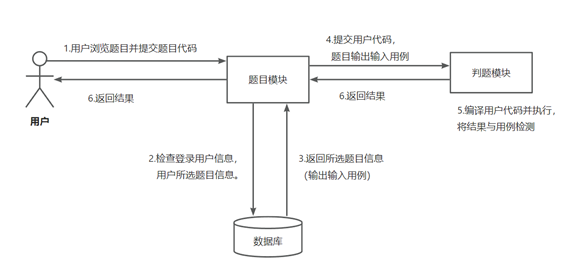 1.用户浏览题目并提交题目代码
4.提交用户代码，
题目输出输入用例
题目模块
判题模块
6.返回结果
6.返回结果
用户
5.编译用户代码并执行，
将结果与用例检测
2.检查登录用户信息，
用户所选题目信息。
3.返回所选题目信息
（输出输入用例）
数据库